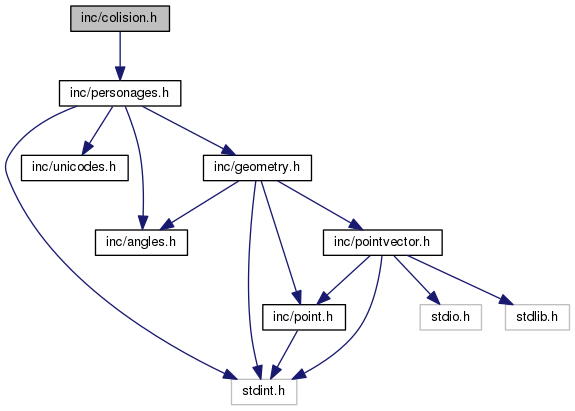 inc/colision.h
inc/personages.h
inc/unicodes.h
inc/geometry.h
inc/angles.h
inc/pointvector.h
inc/point.h
stdio.h
stdlib.h
stdint.h